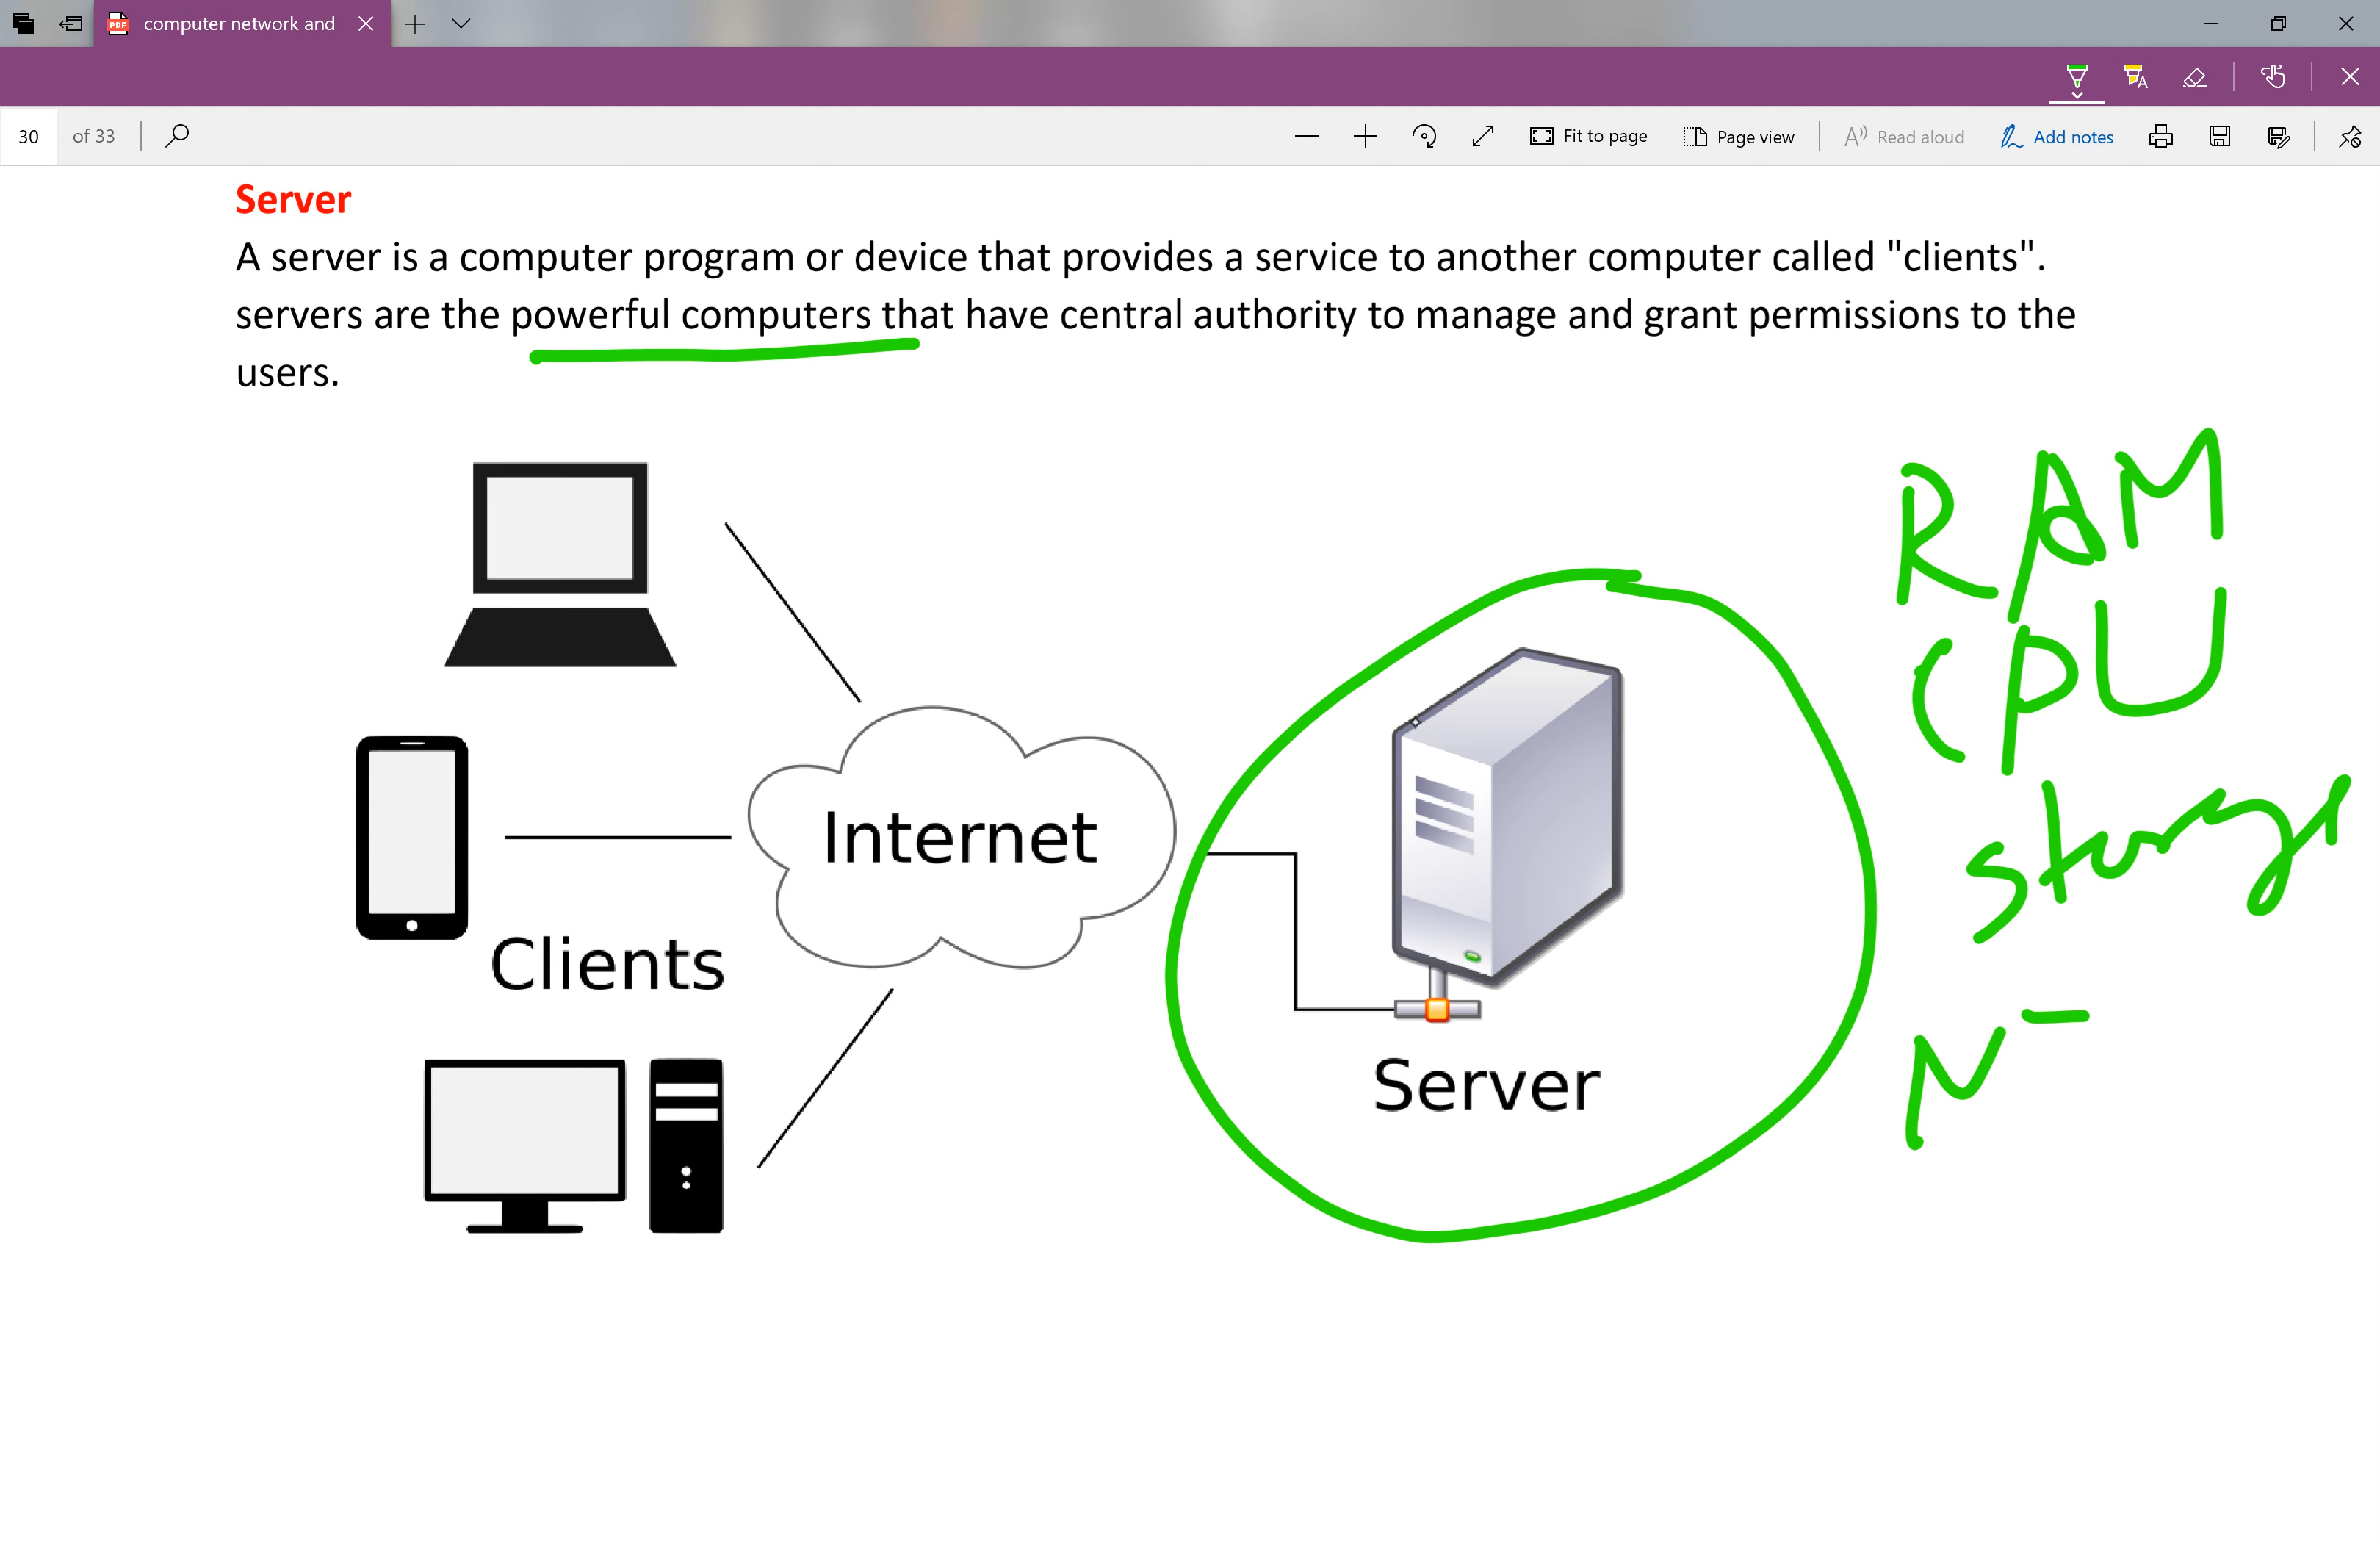 computer network and
30 of 33 Fit to page Page view A Read aloud Add notes
Server
A server is a computer program or device that provides a service to another computer called "clients".
servers are the powerful computers that have central authority to manage and grant permissions to the
users.
RAM
CPU
storage
Internet
Clients
Server
N